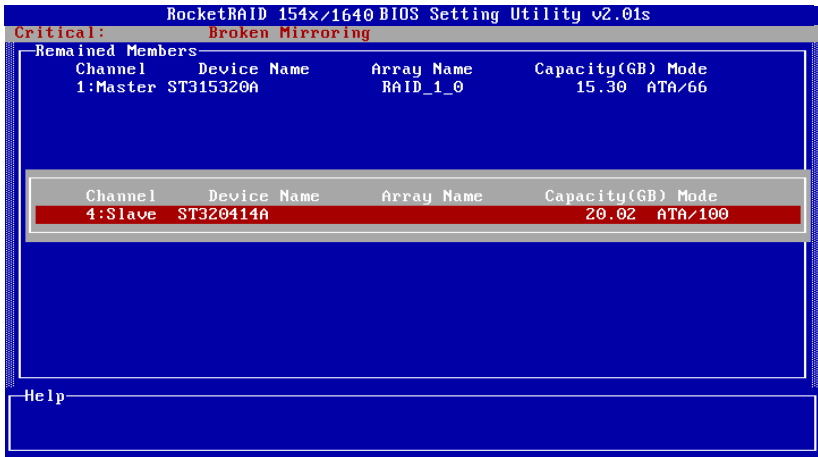 RocketRAID 154x/1640 BIOS Setting Utility v2.01s
Critical: Broken Mirroring
Remained Members
Channel Device Name Array Name Capacity(GB) Mode
1:Master ST315320A RAID_1_0 15.30 ATA/66
Channel Device Name Array Name Capacity(GB) Mode
4:Slave ST320414A 20.02 ATA/100
Help